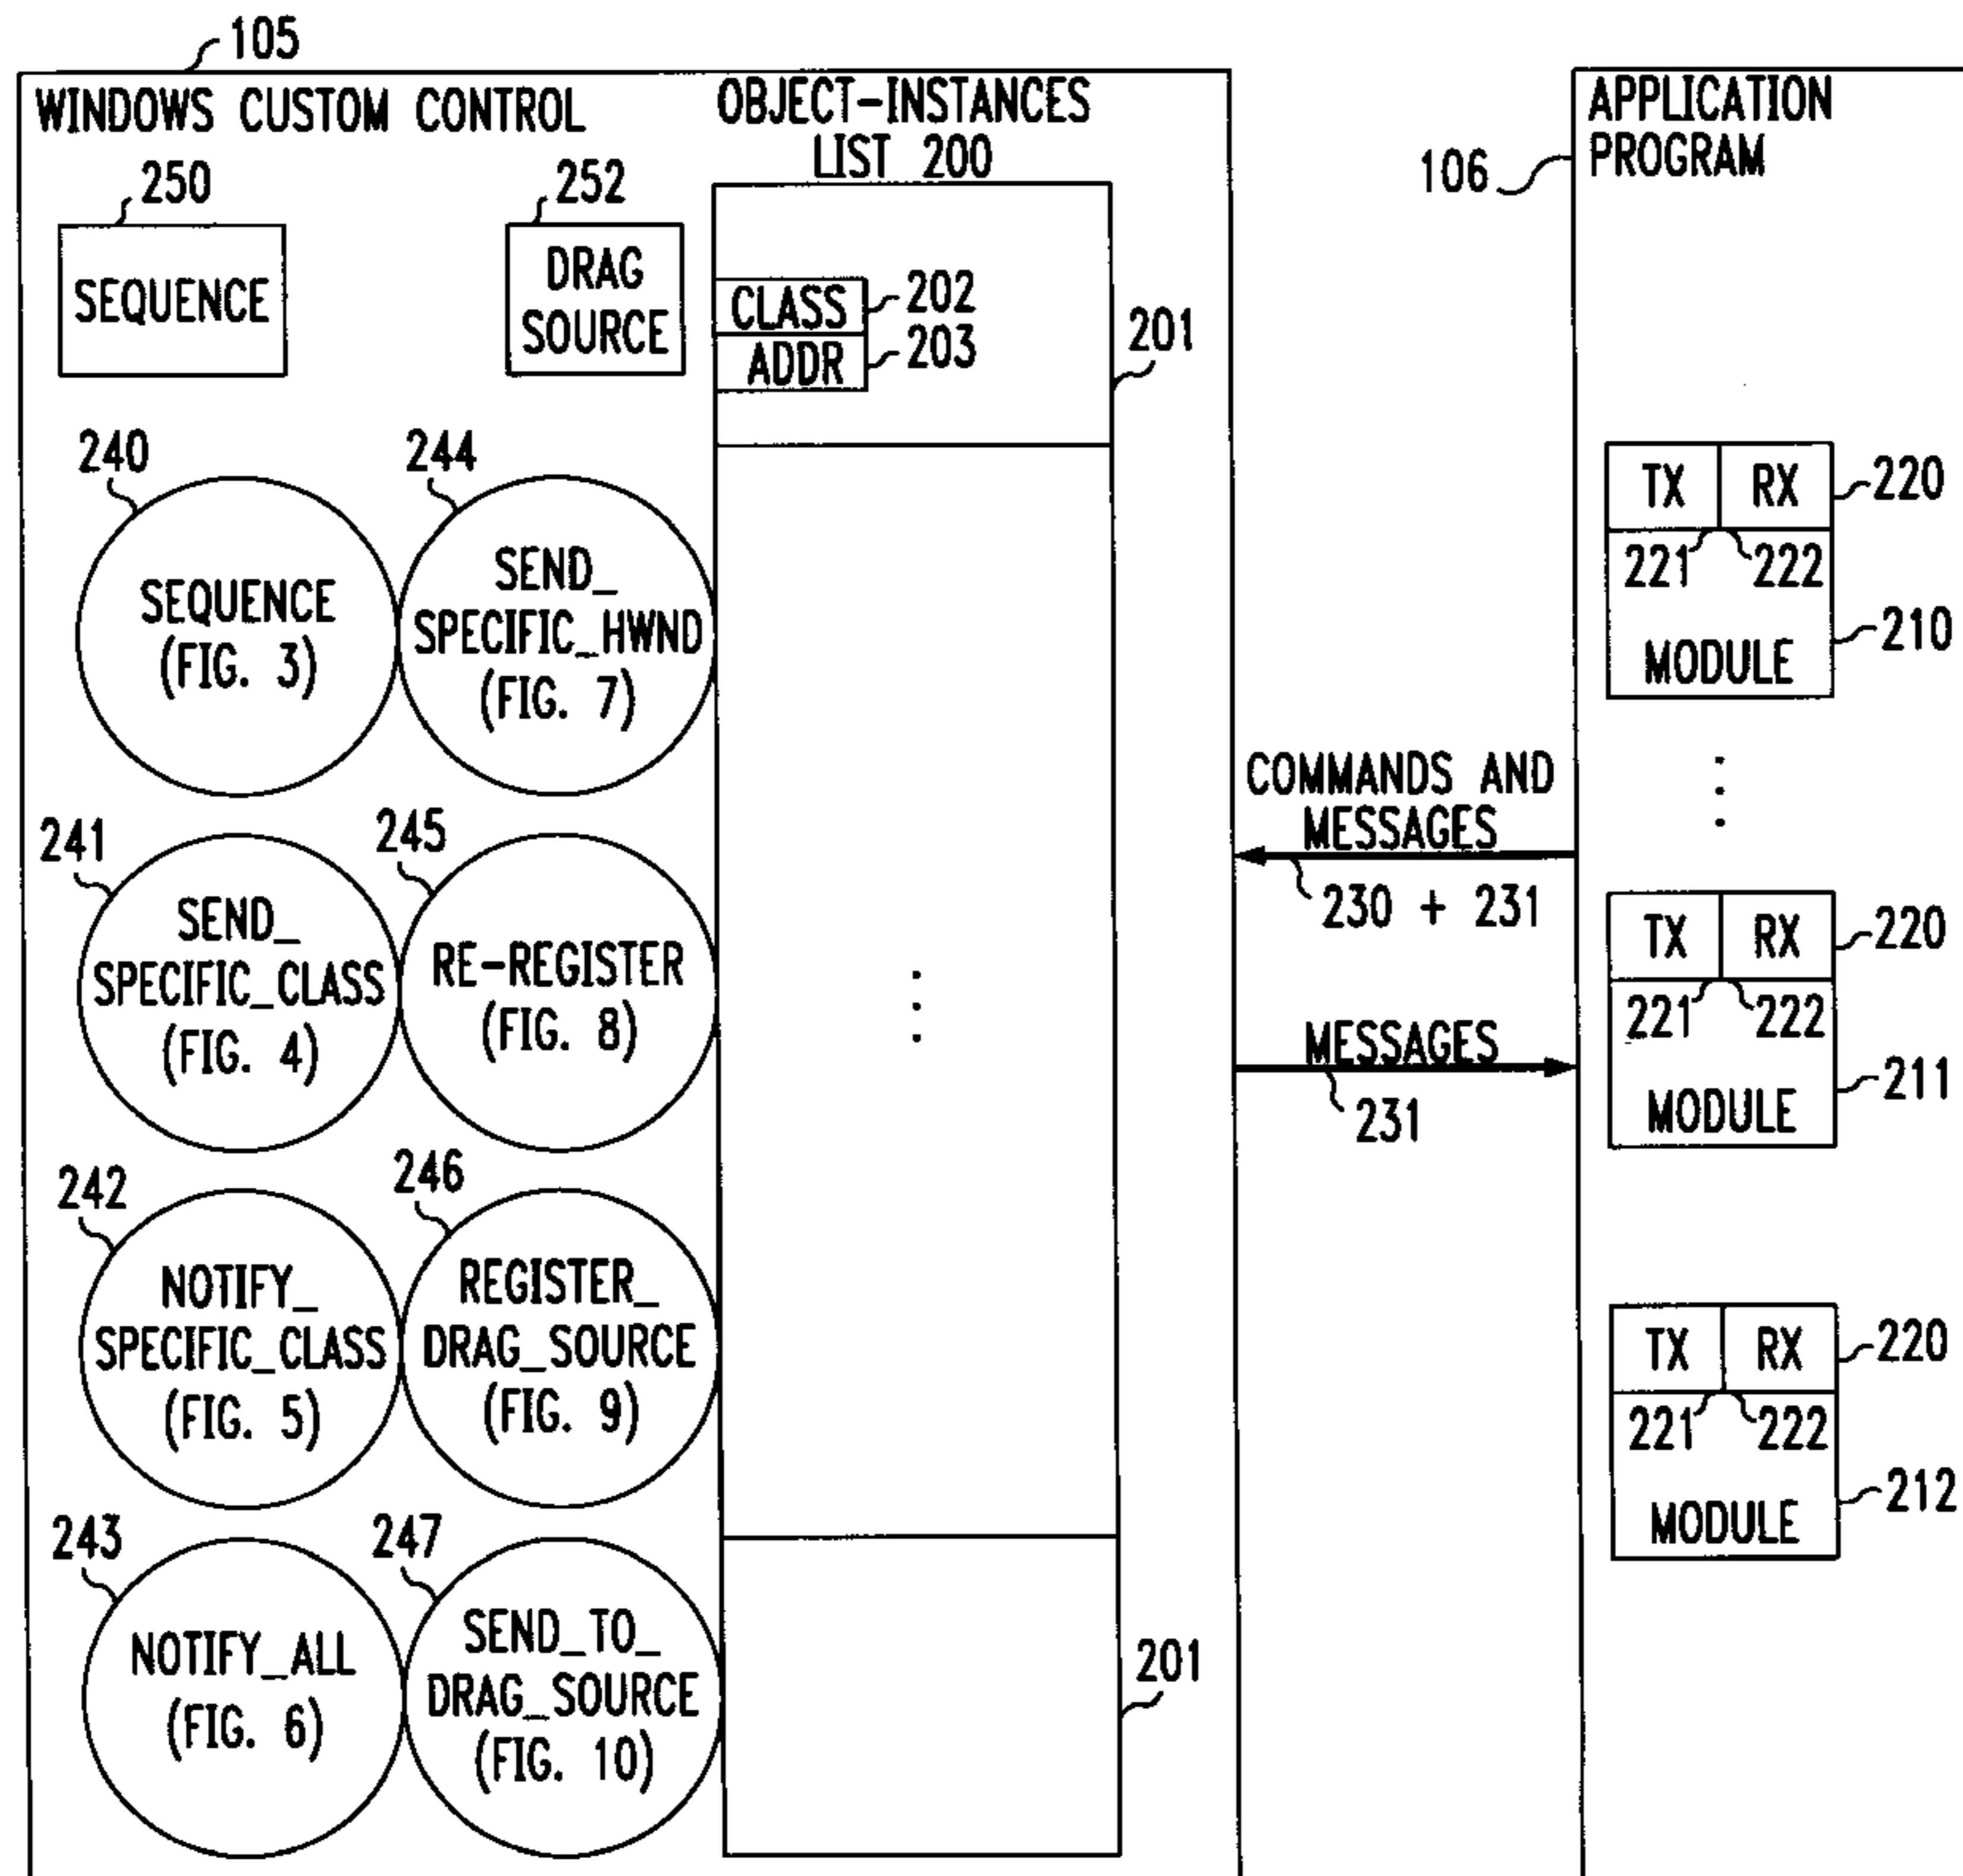 105
WINDOWS CUSTOM CONTROL
OBJECT-INSTANCES
LIST 200
250
SEQUENCE
252
DRAG
SOURCE
CLASS
202
ADDR
203
201
240
SEQUENCE
(FIG. 3)
244
SEND_
SPECIFIC_HWND
(FIG. 7)
241
SEND_
SPECIFIC_CLASS
(FIG. 4)
245
RE-REGISTER
(FIG. 8)
242
NOTIFY_
SPECIFIC_CLASS
(FIG. 5)
246
REGISTER_
DRAG_SOURCE
(FIG. 9)
243
NOTIFY_ALL
(FIG. 6)
247
SEND_TO_
DRAG_SOURCE
(FIG. 10)
201
COMMANDS AND
MESSAGES
230 + 231
MESSAGES
231
APPLICATION
PROGRAM
106
TX RX 220
221 222
MODULE 210
TX RX 220
221 222
MODULE 211
TX RX 220
221 222
MODULE 212